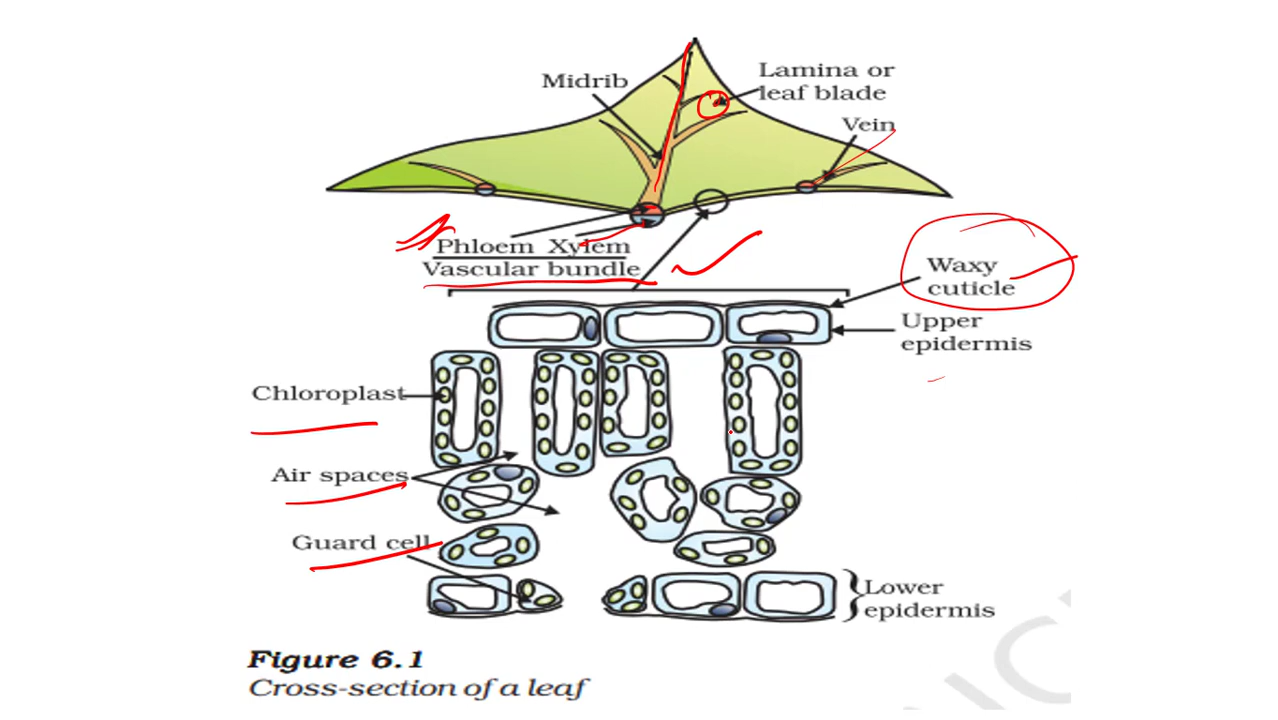 Midrib
Lamina or
leaf blade
Vein
Phloem Xylem
Vascular bundle
Waxy
cuticle
Upper
epidermis
Chloroplast
Air spaces
Guard cell
Lower
epidermis
Figure 6.1
Cross-section of a leaf